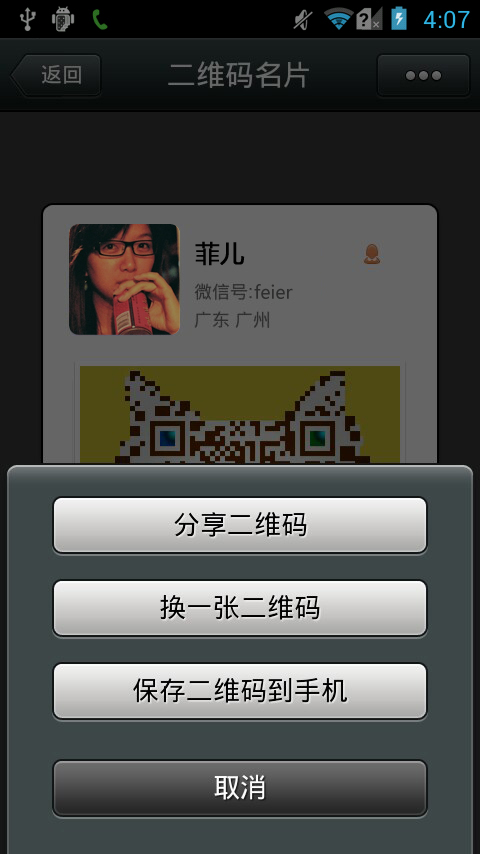 4:07
返回
二维码名片
菲儿
微信号:feier
广东 广州
分享二维码
换一张二维码
保存二维码到手机
取消